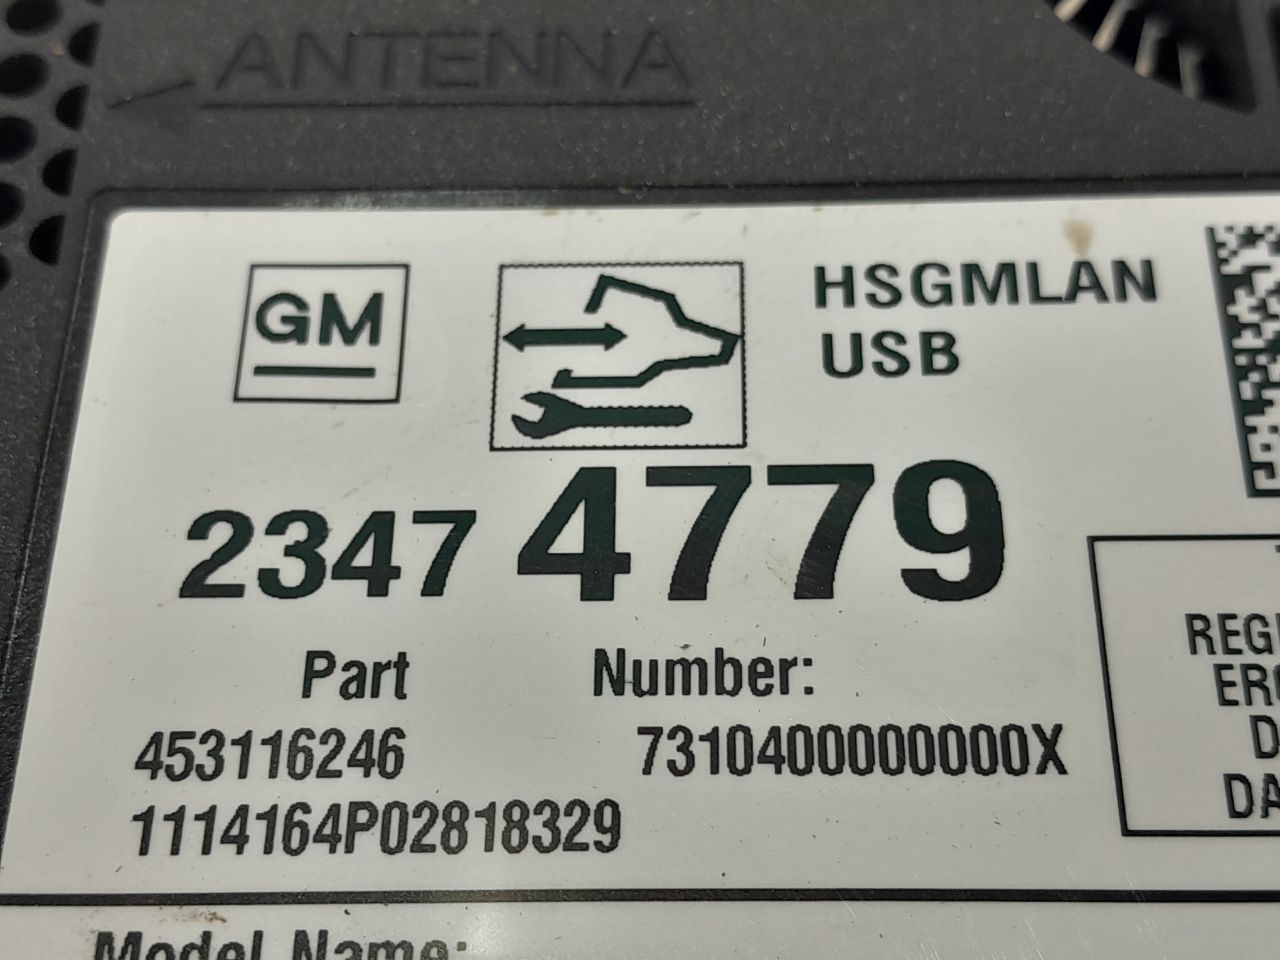 ANTENNA
GM
HSGMLAN
USB
2347 4779
Part Number:
453116246 7310400000000X
1114164P02818329
Model Name: